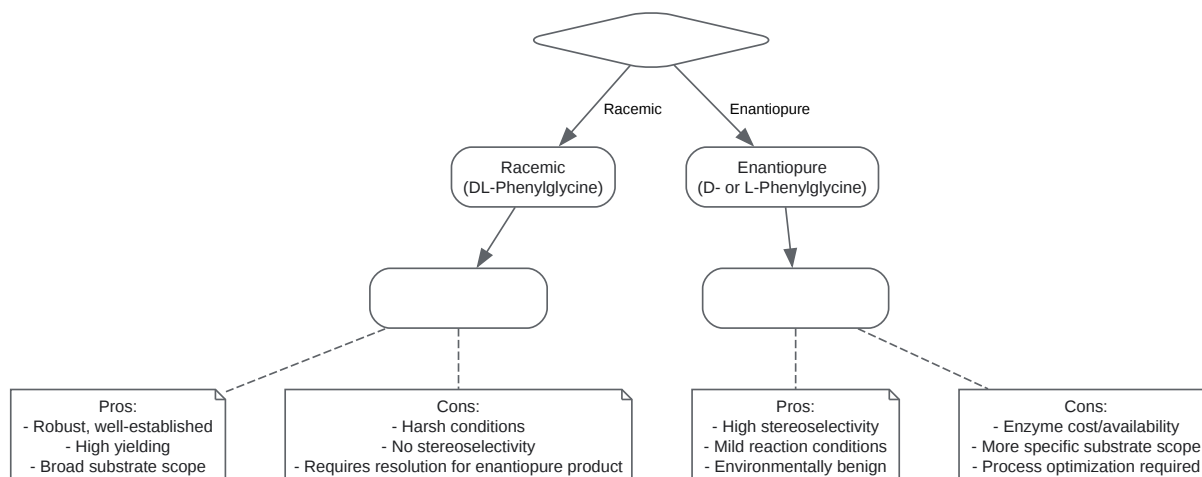 Racemic
Enantiopure
Racemic
(DL-Phenylglycine)
Enantiopure
(D- or L-Phenylglycine)
Pros:
- Robust, well-established
- High yielding
- Broad substrate scope
Cons:
- Harsh conditions
- No stereoselectivity
- Requires resolution for enantiopure product
Pros:
- High stereoselectivity
- Mild reaction conditions
- Environmentally benign
Cons:
- Enzyme cost/availability
- More specific substrate scope
- Process optimization required